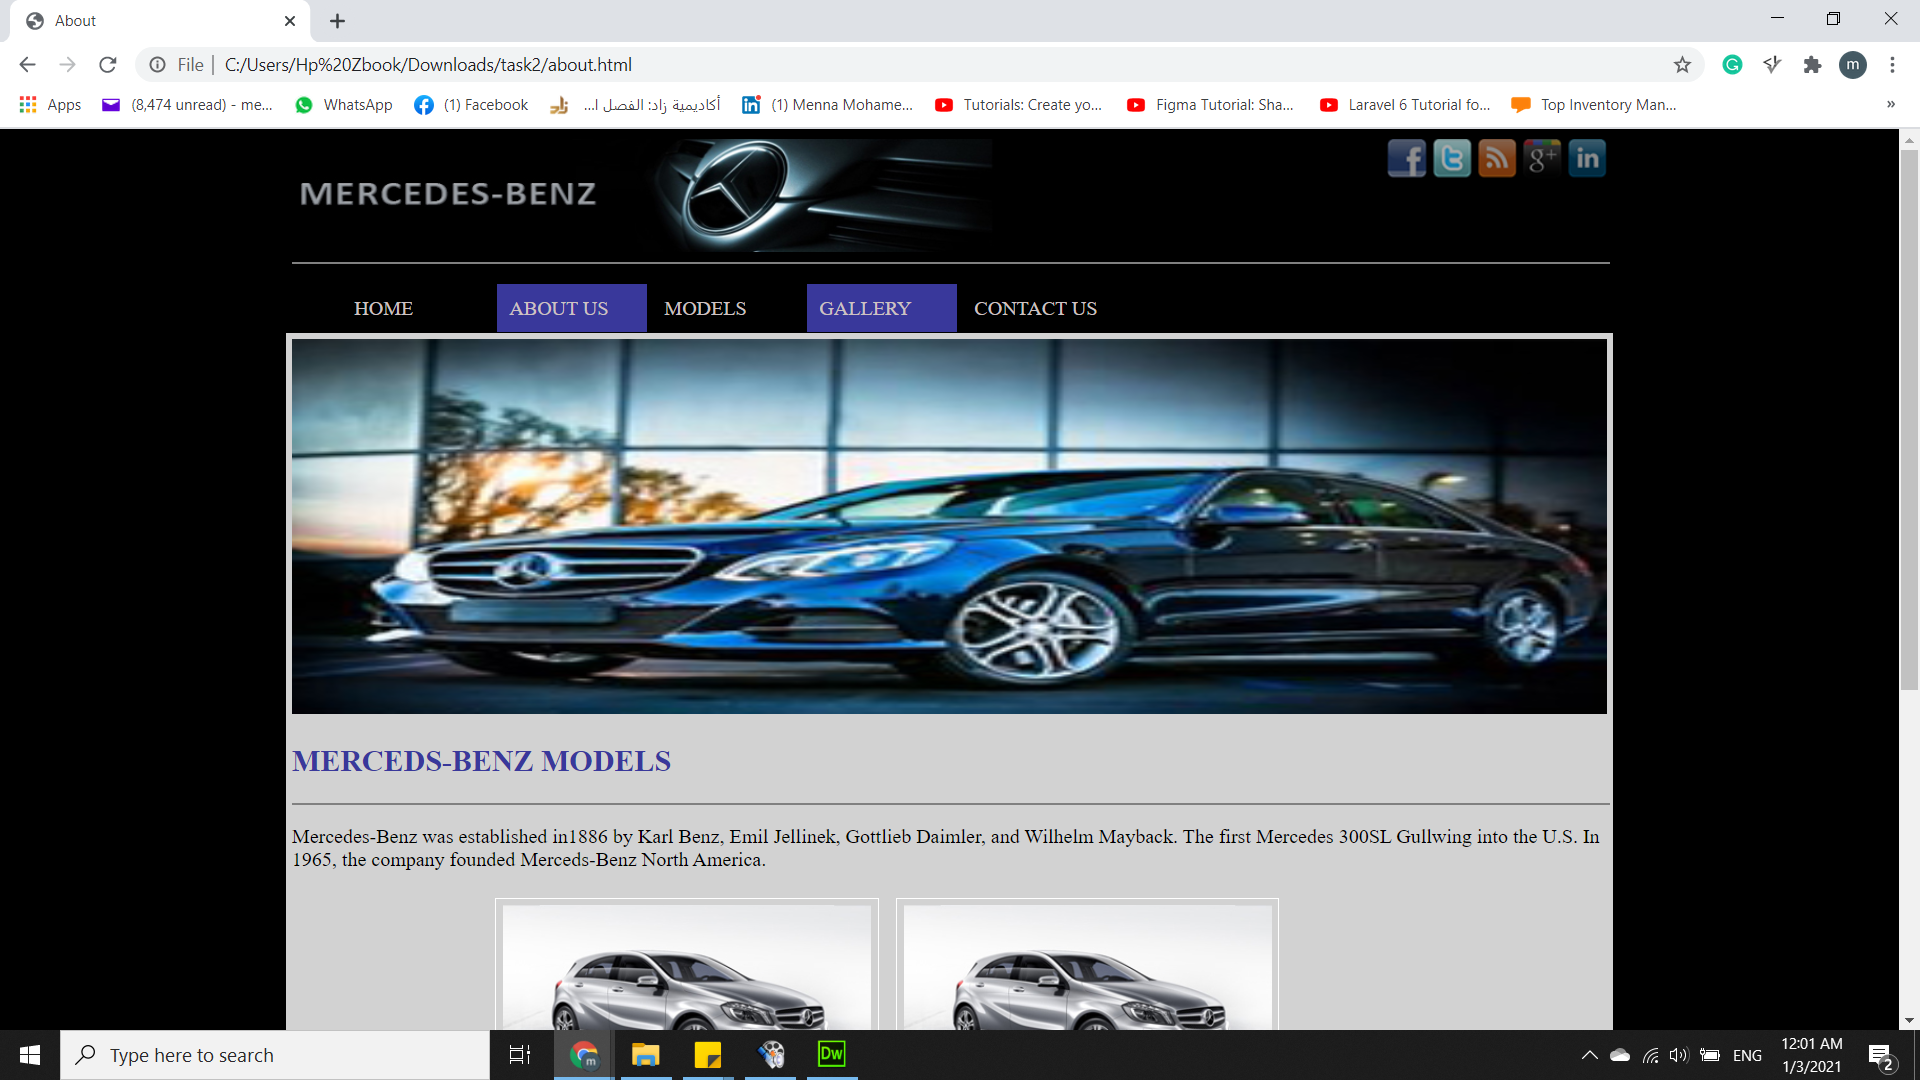 About
File | C:/Users/Hp%20Zbook/Downloads/task2/about.html
m
Apps
(8,474 unread) - me...
WhatsApp
(1) Facebook
أكاديمية زاد: الفصل ا...
(1) Menna Mohame...
Tutorials: Create yo...
Figma Tutorial: Sha...
Laravel 6 Tutorial fo...
Top Inventory Man...
»
MERCEDES-BENZ
HOME
ABOUT US
MODELS
GALLERY
CONTACT US
MERCEDS-BENZ MODELS
Mercedes-Benz was established in1886 by Karl Benz, Emil Jellinek, Gottlieb Daimler, and Wilhelm Mayback. The first Mercedes 300SL Gullwing into the U.S. In
1965, the company founded Merceds-Benz North America.
Type here to search
m
Dw
ENG
12:01 AM
1/3/2021
2